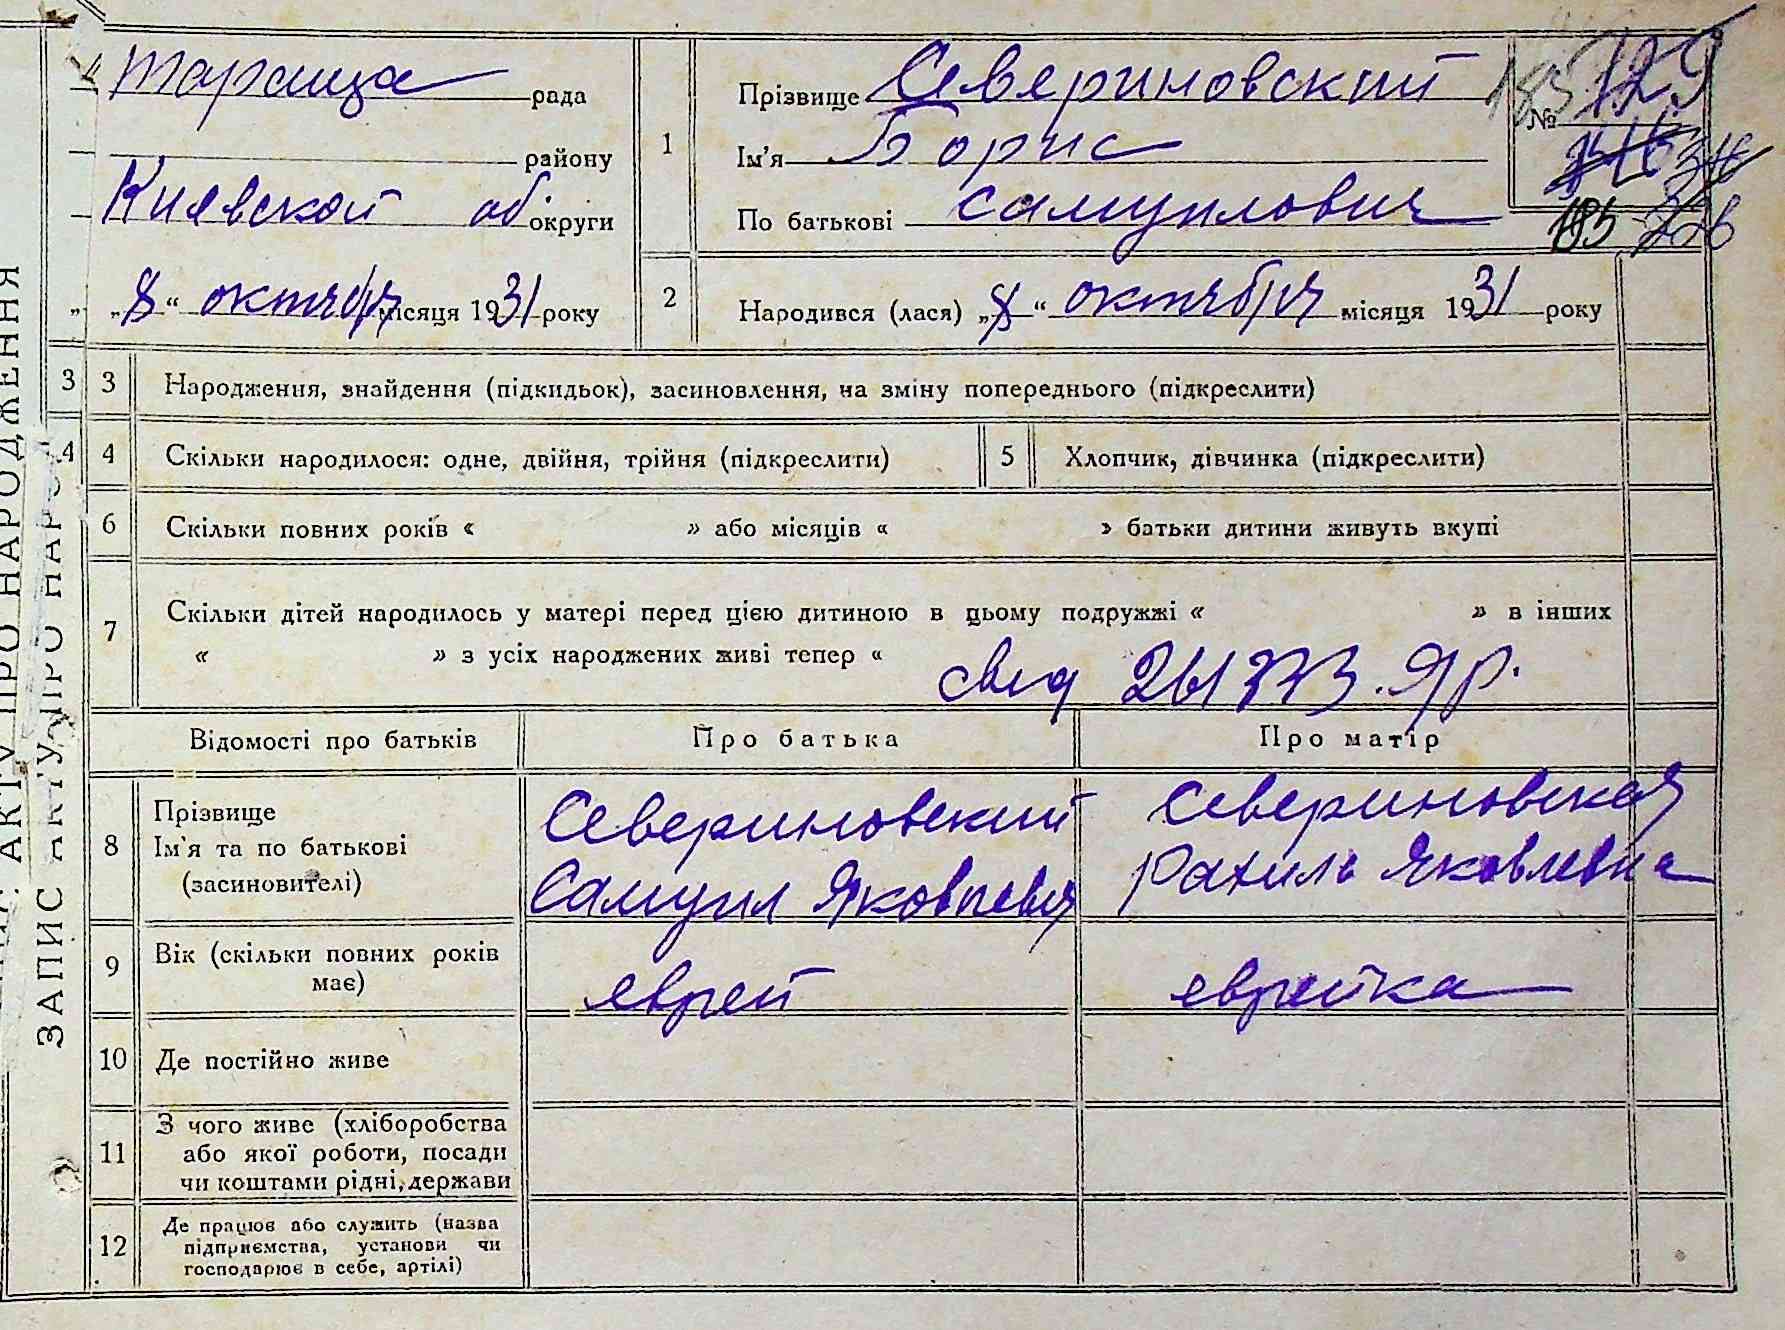 АКТУ ПРО НАРОДЖЕННЯ
ЗАПИС АКТУ ПРО НАРО
Тараща рада
району
Киевской об округи
„8“ октября місяця 1931 року
1
Прізвище Севериновский
Ім'я Борис
По батькові Самуилович
№ 129
185
195
2
Народився (лася) „8“ октября місяця 1931 року
3 3 Народження, знайдення (підкидьок), засиновлення, на зміну попереднього (підкреслити)
4 4 Скільки народилося: одне, двійня, трійня (підкреслити) 5 Хлопчик, дівчинка (підкреслити)
6 Скільки повних років « » або місяців « » батьки дитини живуть вкупі
7 Скільки дітей народилось у матері перед цією дитиною в цьому подружжі « » в інших
« » з усіх народжених живі тепер «
Відомості про батьків Про батька Про матір
8 Прізвище
Ім'я та по батькові
(засиновителі)
Севериновский
Самуил Яковлевич
Севериновская
Рахиль Яковлевна
9 Вік (скільки повних років
має)
еврей еврейка
10 Де постійно живе
11 З чого живе (хліборобства
або якої роботи, посади
чи коштами рідні, держави
12 Де працює або служить (назва
підприємства, установи чи
господарює в себе, артілі)